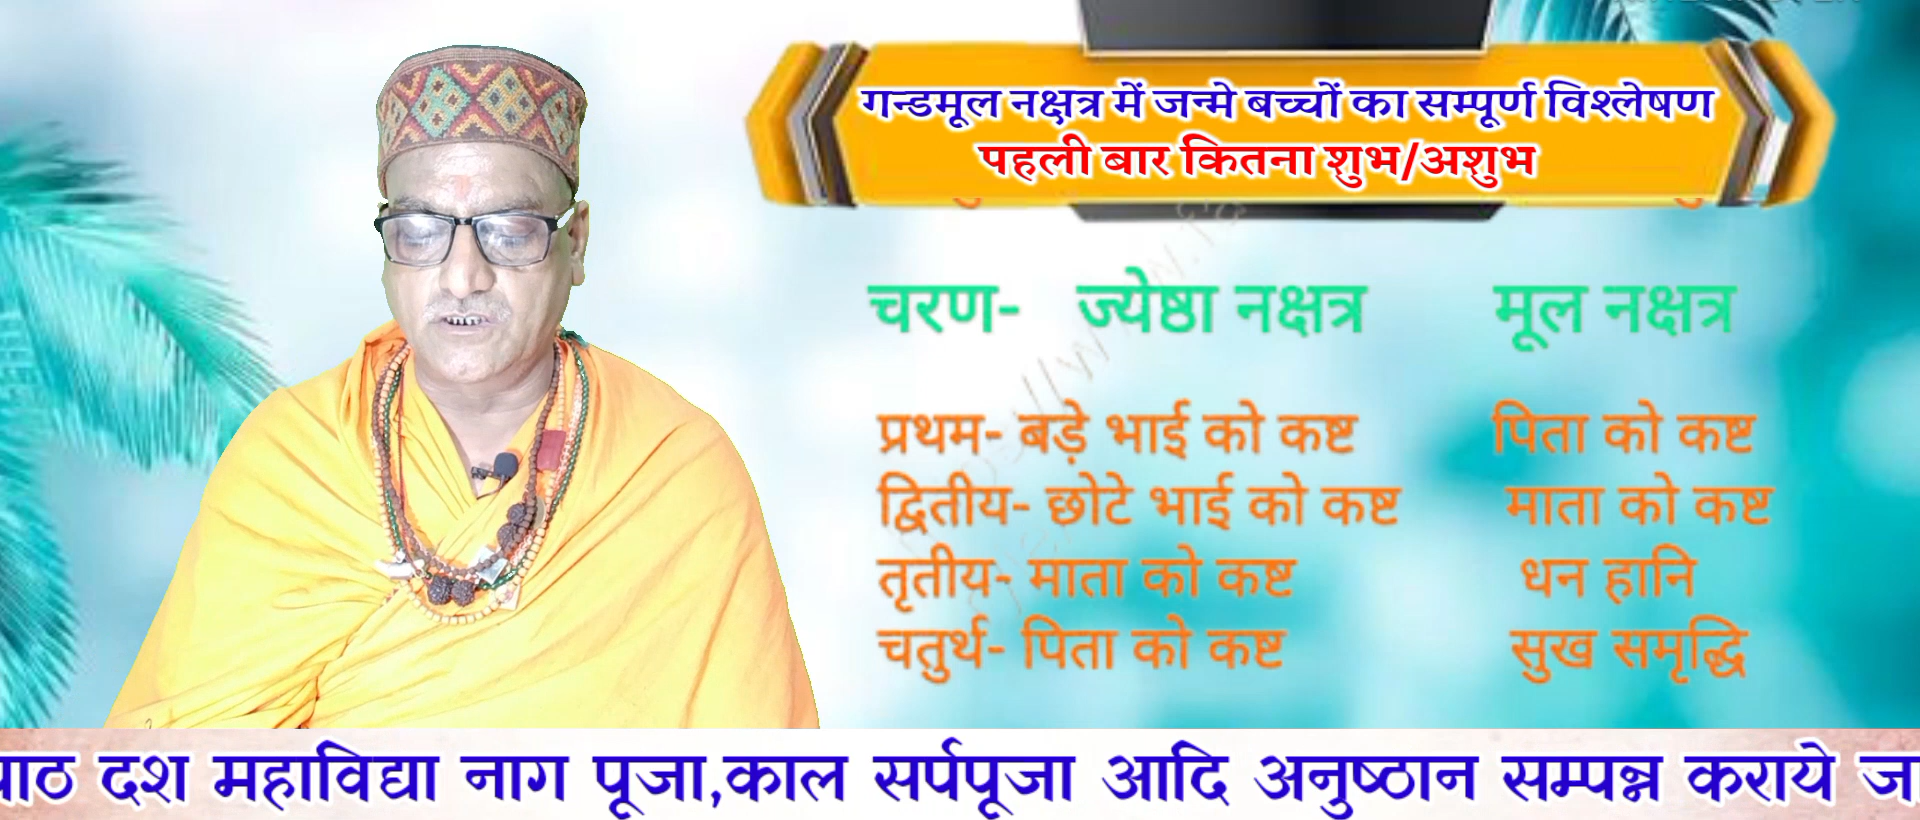 गन्डमूल नक्षत्र में जन्मे बच्चों का सम्पूर्ण विश्लेषण
पहली बार कितना शुभ/अशुभ
चरण- ज्येष्ठा नक्षत्र मूल नक्षत्र
प्रथम- बड़े भाई को कष्ट पिता को कष्ट
द्वितीय- छोटे भाई को कष्ट माता को कष्ट
तृतीय- माता को कष्ट धन हानि
चतुर्थ- पिता को कष्ट सुख समृद्धि
दश महाविद्या नाग पूजा,काल सर्पपूजा आदि अनुष्ठान सम्पन्न कराये